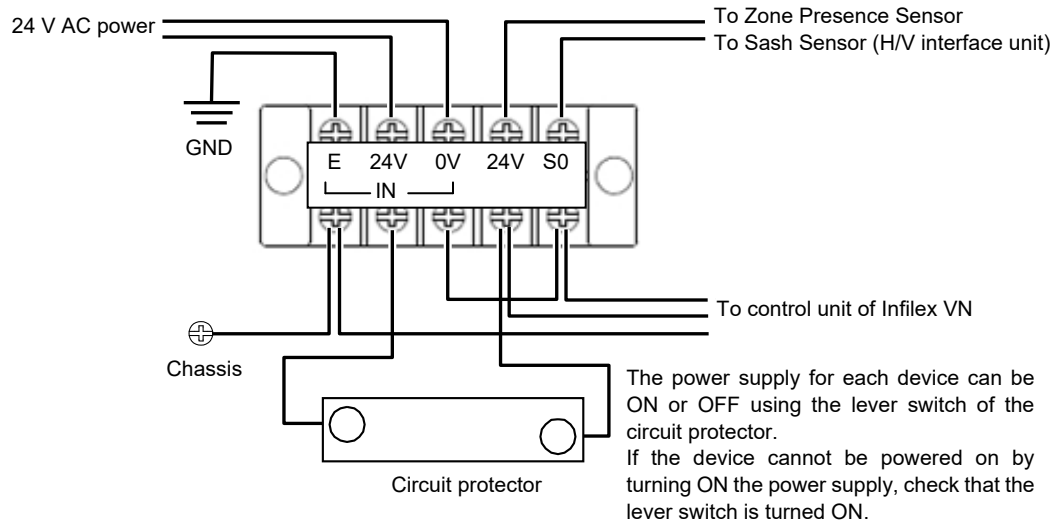 24 V AC power
To Zone Presence Sensor
To Sash Sensor (H/V interface unit)
GND
E 24V 0V 24V S0
IN
To control unit of Infilex VN
Chassis
The power supply for each device can be
ON or OFF using the lever switch of the
circuit protector.
If the device cannot be powered on by
turning ON the power supply, check that the
lever switch is turned ON.
Circuit protector